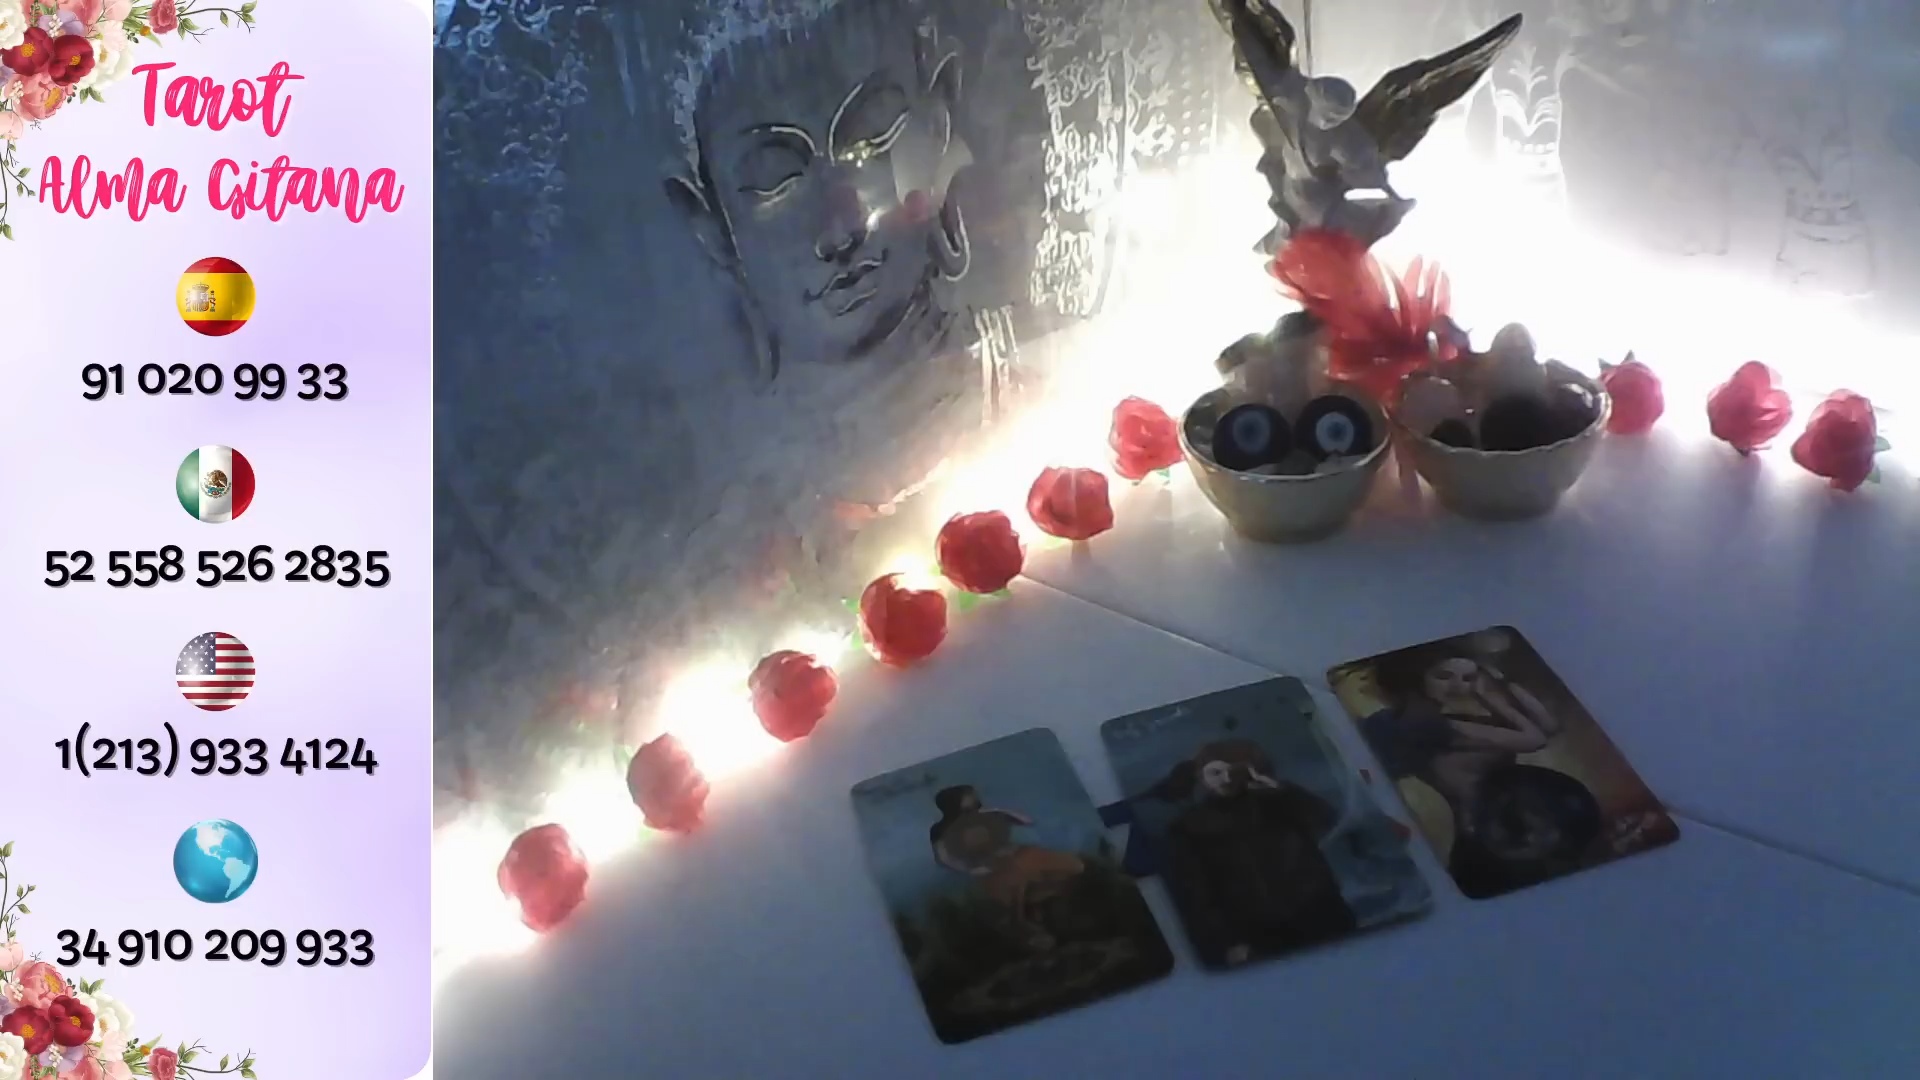 Tarot
Alma Gitana
91 020 99 33
52 558 526 2835
1(213) 933 4124
34 910 209 933